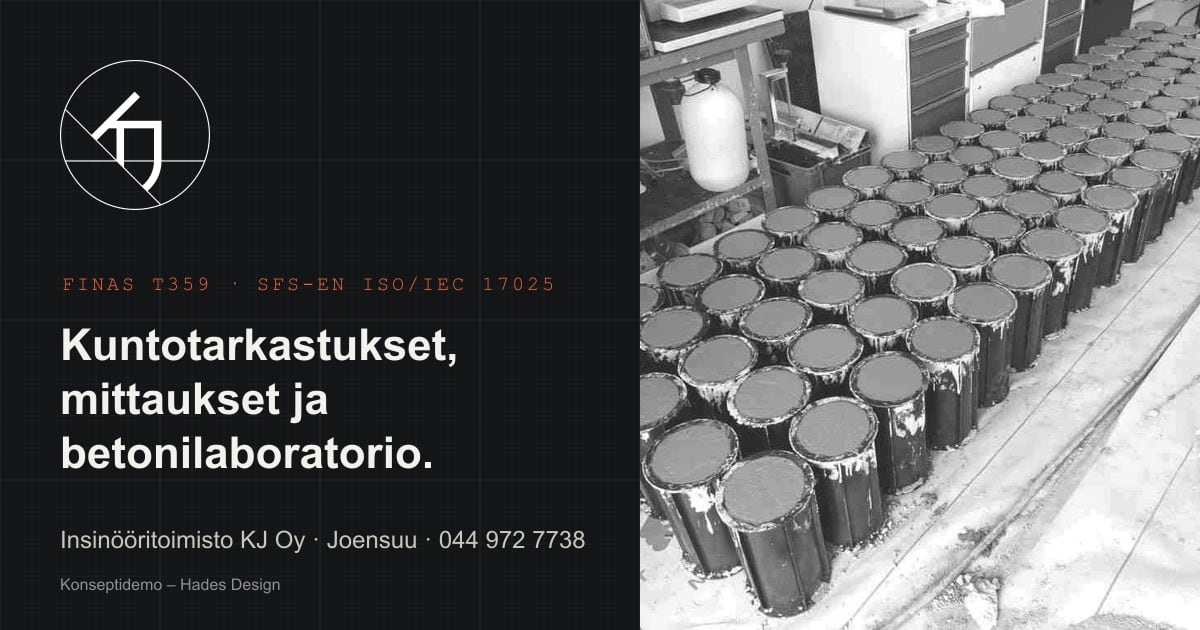 FINAS T359 · SFS-EN ISO/IEC 17025
Kuntotarkastukset,
mittaukset ja
betonilaboratorio.
Insinööritoimisto KJ Oy · Joensuu · 044 972 7738
Konseptidemo – Hades Design